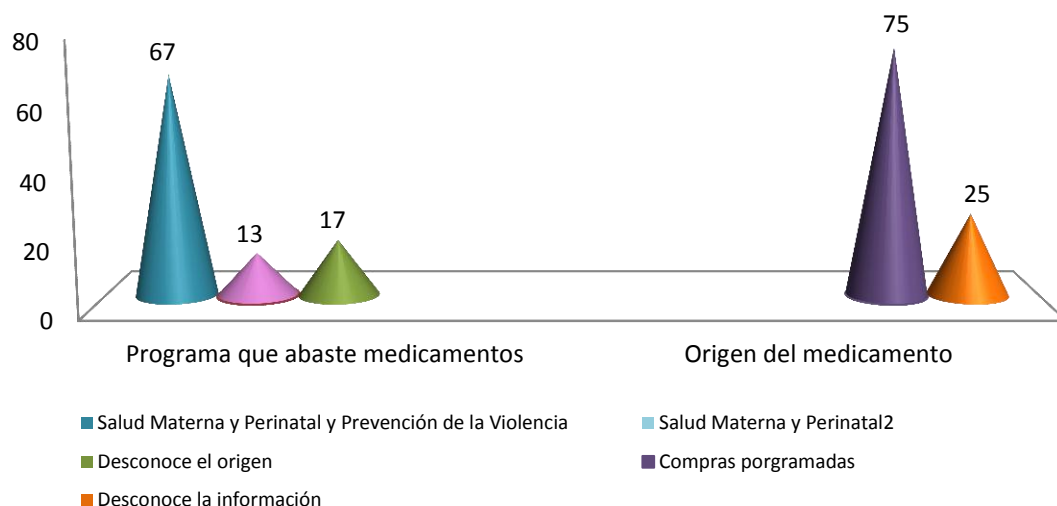 80
60
40
20
0
67
13
17
75
25
Programa que abaste medicamentos
Origen del medicamento
Salud Materna y Perinatal y Prevención de la Violencia
Salud Materna y Perinatal2
Desconoce el origen
Compras porgramadas
Desconoce la información